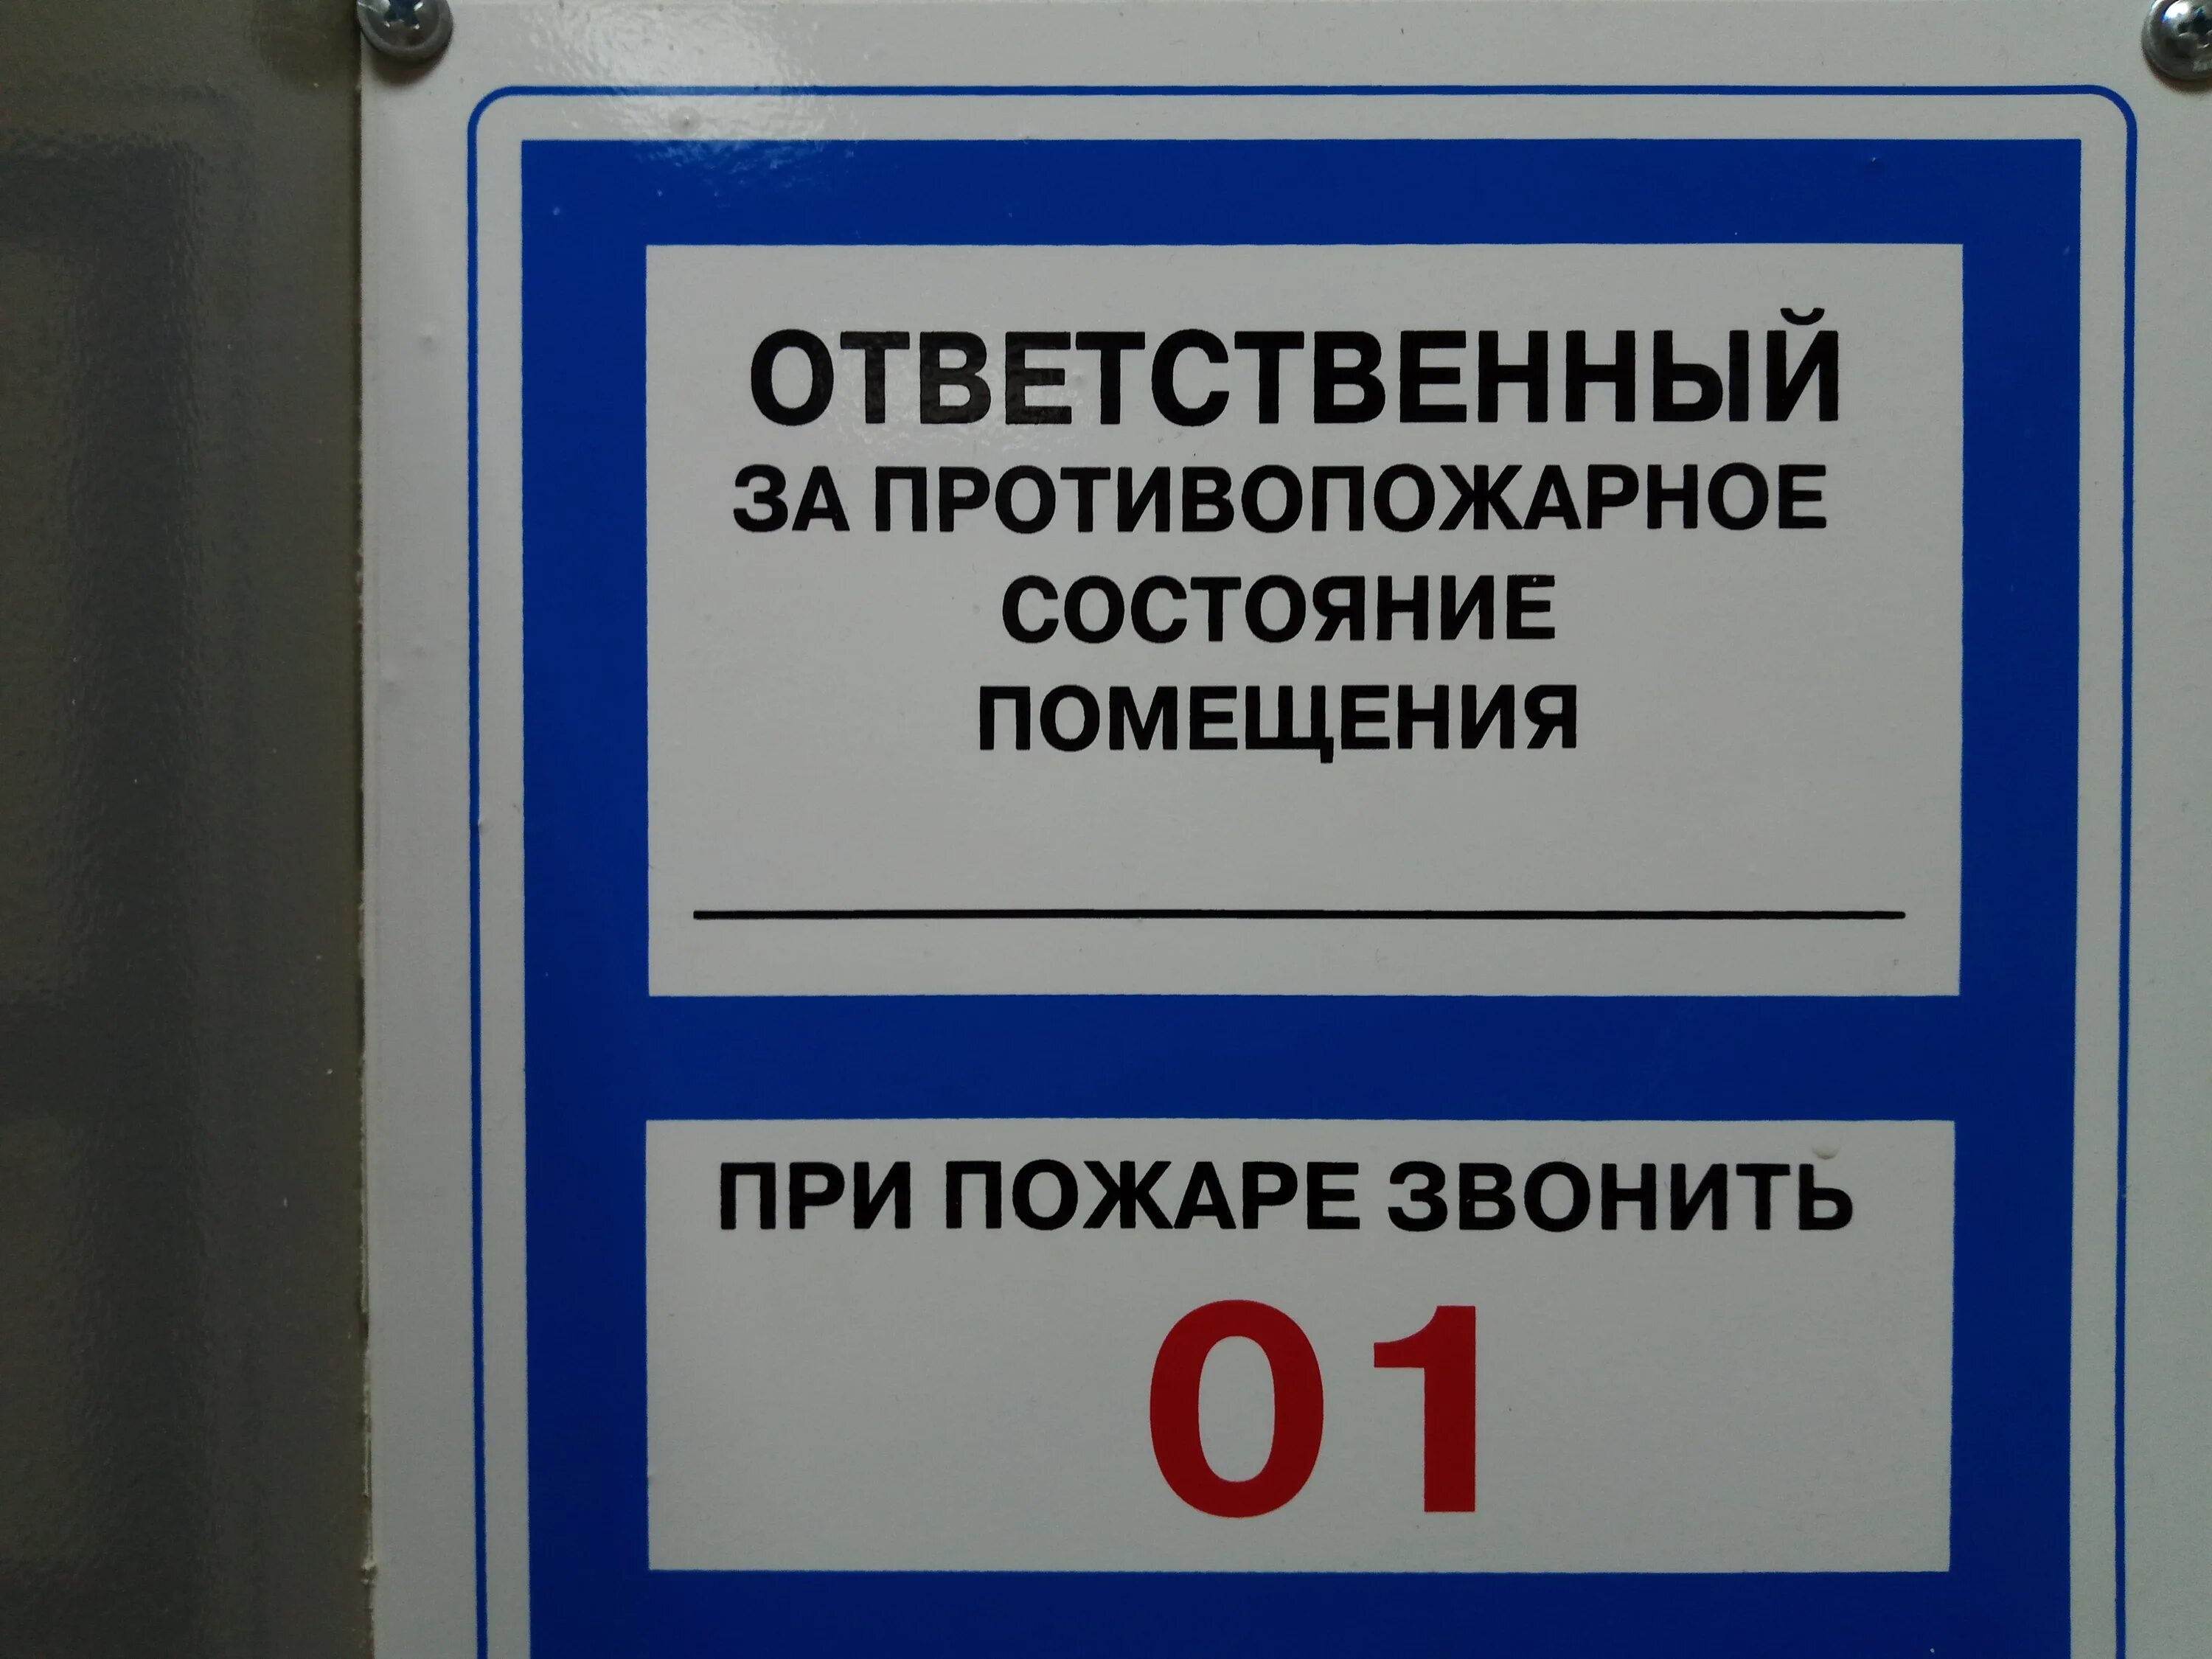 ОТВЕТСТВЕННЫЙ
ЗА ПРОТИВОПОЖАРНОЕ
СОСТОЯНИЕ
ПОМЕЩЕНИЯ
ПРИ ПОЖАРЕ ЗВОНИТЬ
01